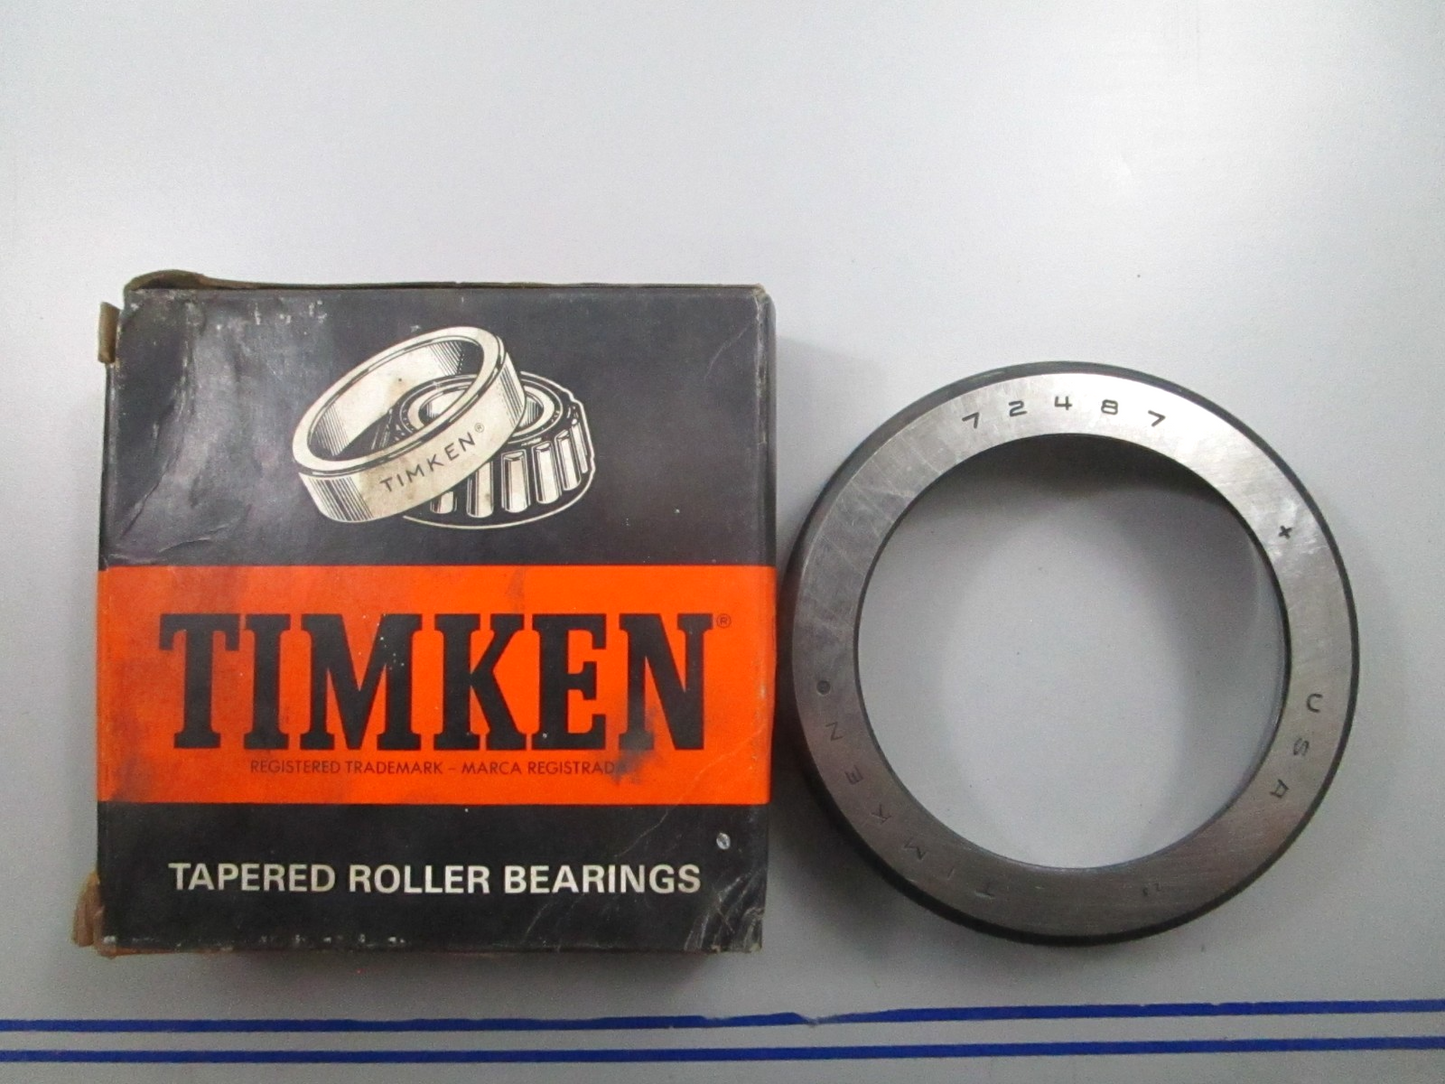 TIMKEN®
TIMKEN®
REGISTERED TRADEMARK – MARCA REGISTRADA
TAPERED ROLLER BEARINGS
72487
+
USA
TIMKEN